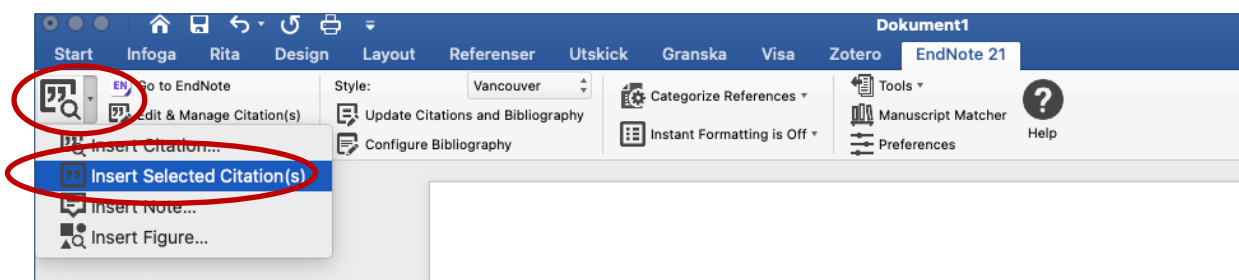 Dokument1
Start Infoga Rita Design Layout Referenser Utskick Granska Visa Zotero EndNote 21
EN Go to EndNote Style: Vancouver Categorize References Tools
Edit & Manage Citation(s) Update Citations and Bibliography Manuscript Matcher
Insert Citation... Configure Bibliography Instant Formatting is Off Preferences Help
Insert Selected Citation(s)
Insert Note...
Insert Figure...